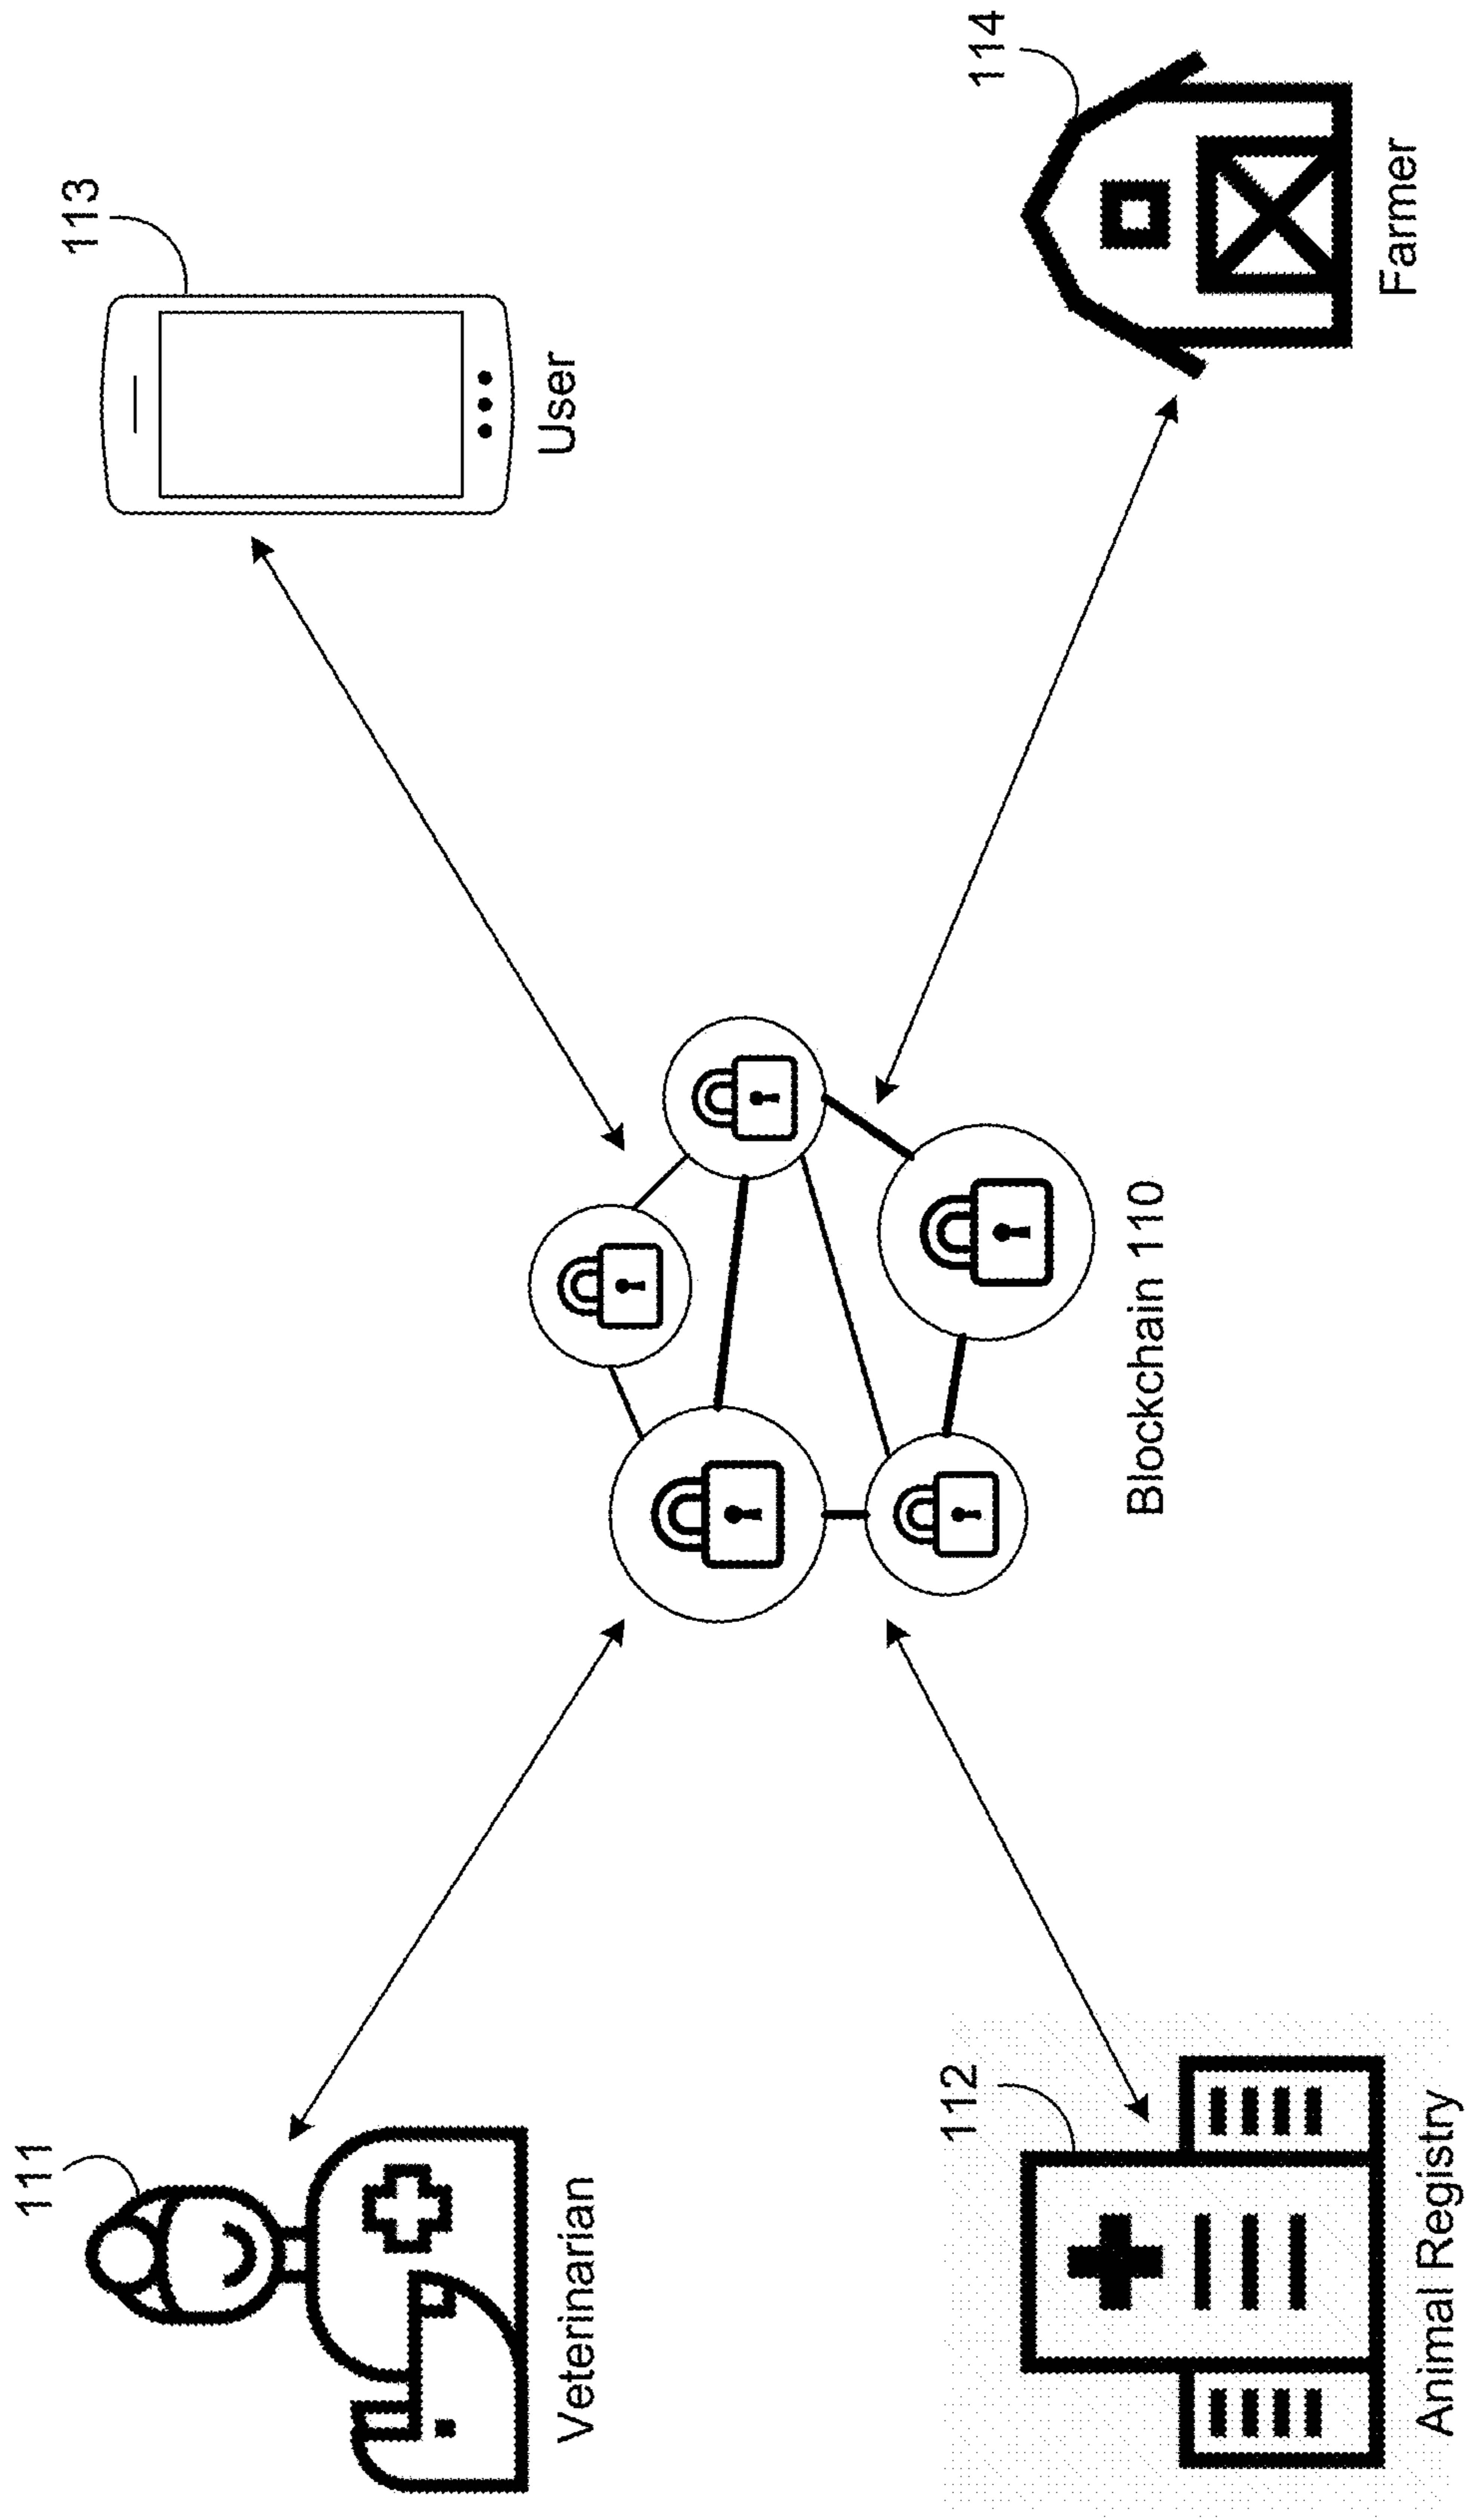 111
Veterinarian
113
User
Blockchain 110
112
Animal Registry
114
Farmer